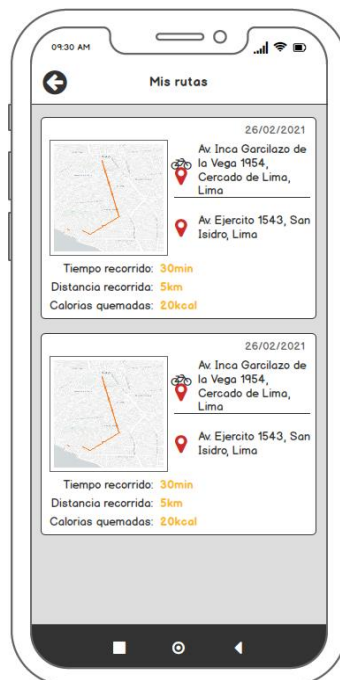 09:30 AM
Mis rutas
26/02/2021
Av. Inca Garcilazo de
la Vega 1954,
Cercado de Lima,
Lima
Av. Ejercito 1543, San
Isidro, Lima
Tiempo recorrido: 30min
Distancia recorrida: 5km
Calorias quemadas: 20kcal
26/02/2021
Av. Inca Garcilazo de
la Vega 1954,
Cercado de Lima,
Lima
Av. Ejercito 1543, San
Isidro, Lima
Tiempo recorrido: 30min
Distancia recorrida: 5km
Calorias quemadas: 20kcal